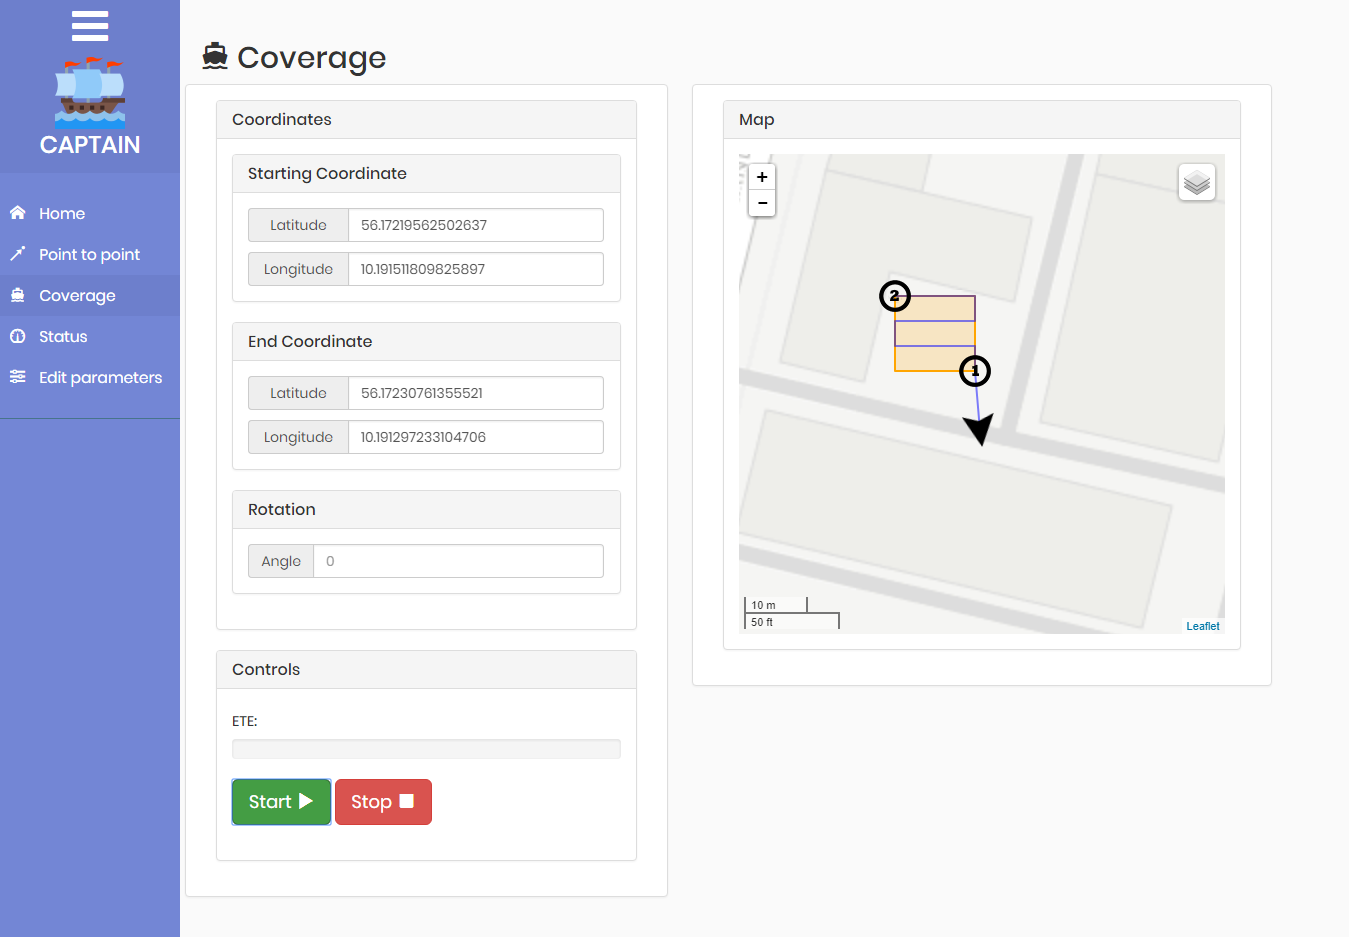 CAPTAIN
Home
Point to point
Coverage
Status
Edit parameters
Coverage
Coordinates
Starting Coordinate
Latitude 56.17219562502637
Longitude 10.191511809825897
End Coordinate
Latitude 56.17230761355521
Longitude 10.191297233104706
Rotation
Angle 0
Controls
ETE:
Start
Stop
Map
+
−
2
1
10 m
50 ft
Leaflet